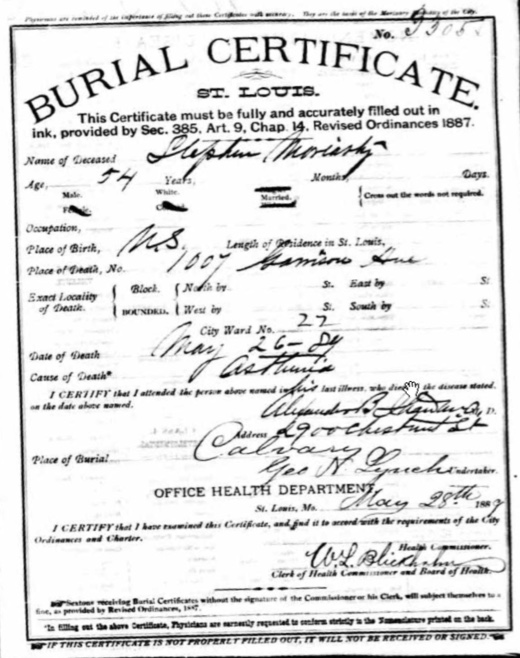 Physicians are reminded of the importance of filling out these Certificates with accuracy. They are the basis of the Mortuary of the City.
No. 9305
BURIAL CERTIFICATE.
ST. LOUIS.
This Certificate must be fully and accurately filled out in
ink, provided by Sec. 385, Art. 9, Chap. 14, Revised Ordinances 1887.
Name of Deceased Stephen Moriarty
Age, 54 Years, Months, Days.
Male. White. Married. Cross out the words not required.
Female. Colored.
Occupation,
Place of Birth, U.S. Length of Residence in St. Louis,
Place of Death, No. 1007 Garrison Ave
Exact Locality of Death. Block. North by St. East by St
BOUNDED. West by St. South by St
City Ward No. 22
Date of Death May 26-89
Cause of Death* Asthenia
I CERTIFY that I attended the person above named in his last illness, who died of the disease stated
on the date above named. Alexander B. M. D.
Address 2900 Chestnut St
Place of Burial Calvary
Geo N Lynch Undertaker.
OFFICE HEALTH DEPARTMENT,
St. Louis, Mo. May 28th 1889
I CERTIFY that I have examined this Certificate, and find it to accord with the requirements of the City
Ordinances and Charter.
Health Commissioner.
W. L. Blickhahn
Clerk of Health Commissioner and Board of Health.
Sextons receiving Burial Certificates without the signature of the Commissioner or his Clerk, will subject themselves to a
fine, as provided by Revised Ordinances, 1887.
*In filling out the above Certificate, Physicians are earnestly requested to conform strictly to the Nomenclature printed on the back.
IF THIS CERTIFICATE IS NOT PROPERLY FILLED OUT, IT WILL NOT BE RECEIVED OR SIGNED.